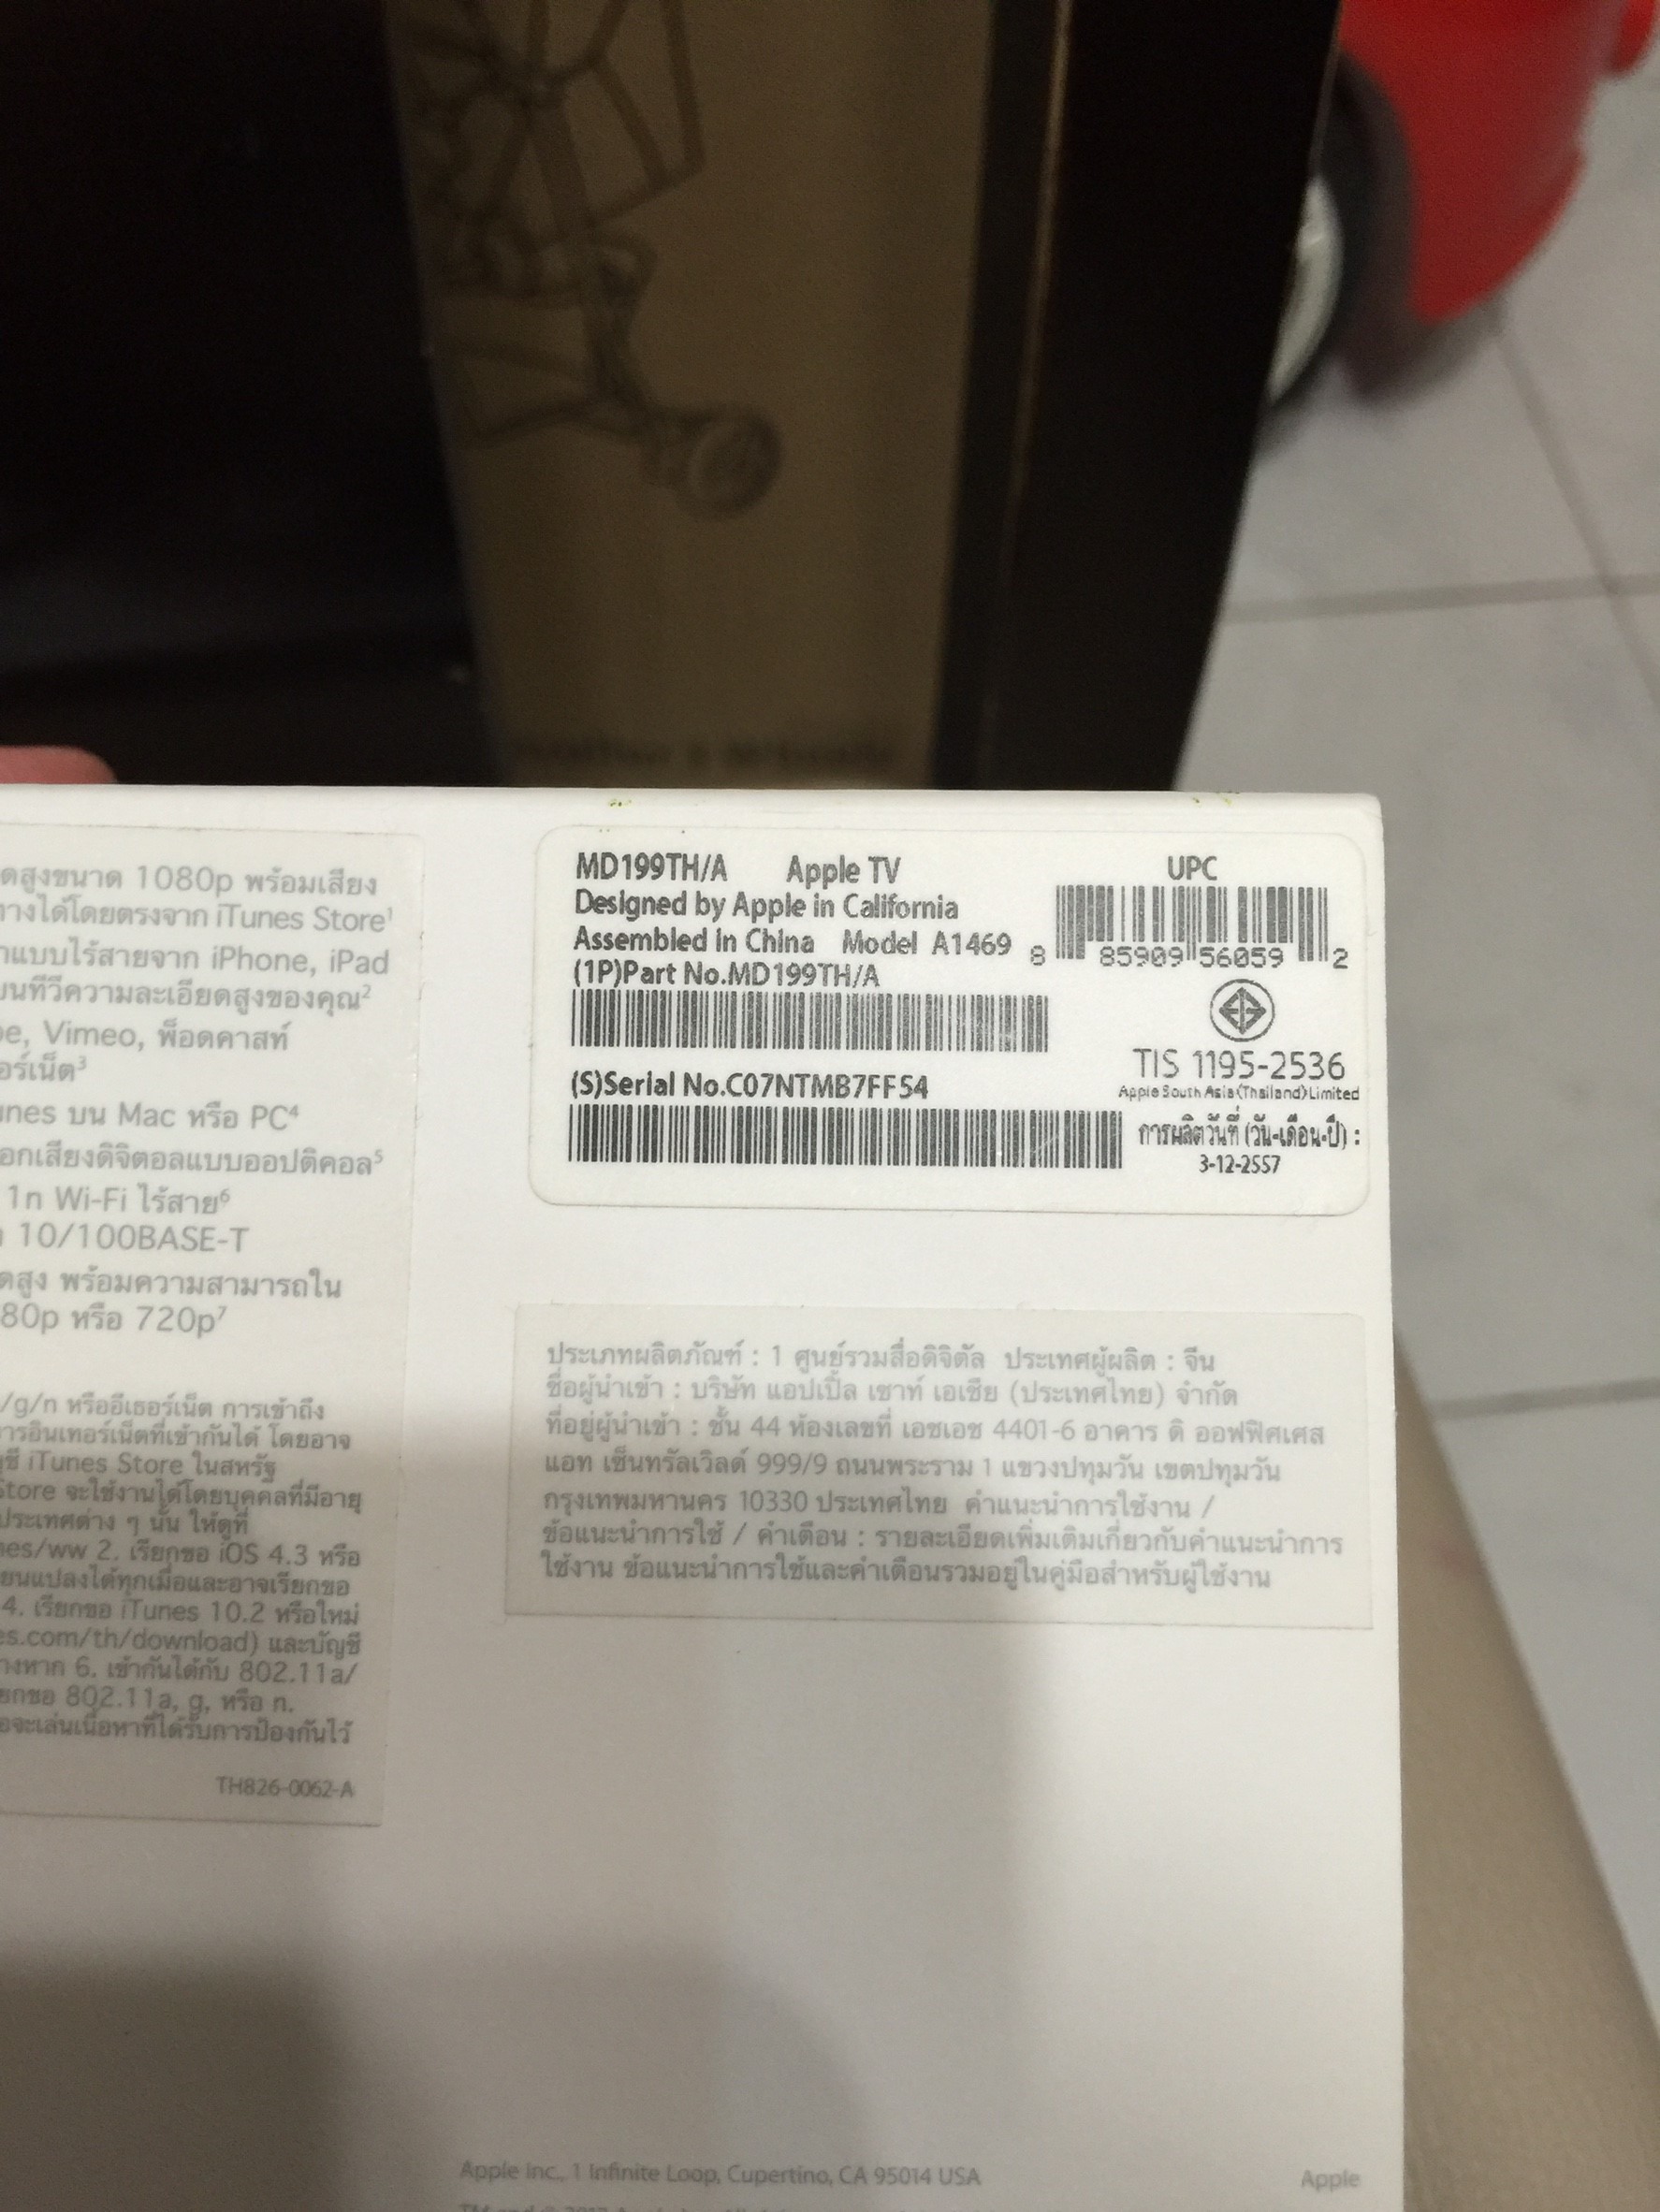 ดสูงขนาด 1080p พร้อมเสียง
ทางได้โดยตรงจาก iTunes Store¹
าแบบไร้สายจาก iPhone, iPad
บนทีวีความละเอียดสูงของคุณ²
be, Vimeo, พ็อดคาสท์
อร์เน็ต³
unes บน Mac หรือ PC⁴
อกเสียงดิจิตอลแบบออปติคอล⁵
1n Wi-Fi ไร้สาย⁶
10/100BASE-T
ดสูง พร้อมความสามารถใน
80p หรือ 720p⁷
/g/n หรืออีเธอร์เน็ต การเข้าถึง
ารอินเทอร์เน็ตที่เข้ากันได้ โดยอาจ
ชี iTunes Store ในสหรัฐ
Store จะใช้งานได้โดยบุคคลที่มีอายุ
ประเทศต่าง ๆ นั้น ให้ดูที่
nes/ww 2. เรียกขอ iOS 4.3 หรือ
ยนแปลงได้ทุกเมื่อและอาจเรียกขอ
4. เรียกขอ iTunes 10.2 หรือใหม่
es.com/th/download) และบัญชี
างหาก 6. เข้ากันได้กับ 802.11a/
ยกขอ 802.11a, g, หรือ n.
อจะเล่นเนื้อหาที่ได้รับการป้องกันไว้
TH826-0062-A
MD199TH/A Apple TV
Designed by Apple in California
Assembled in China Model A1469
(1P)Part No.MD199TH/A
(S)Serial No.C07NTMB7FF54
UPC
8 85909 56059 2
TIS 1195-2536
Apple South Asia (Thailand) Limited
การผลิตวันที่ (วัน-เดือน-ปี) :
3-12-2557
ประเภทผลิตภัณฑ์ : 1 ศูนย์รวมสื่อดิจิตัล ประเทศผู้ผลิต : จีน
ชื่อผู้นำเข้า : บริษัท แอปเปิ้ล เซาท์ เอเชีย (ประเทศไทย) จำกัด
ที่อยู่ผู้นำเข้า : ชั้น 44 ห้องเลขที่ เอชเอช 4401-6 อาคาร ดิ ออฟฟิศเศส
แอท เซ็นทรัลเวิลด์ 999/9 ถนนพระราม 1 แขวงปทุมวัน เขตปทุมวัน
กรุงเทพมหานคร 10330 ประเทศไทย คำแนะนำการใช้งาน /
ข้อแนะนำการใช้ / คำเตือน : รายละเอียดเพิ่มเติมเกี่ยวกับคำแนะนำการ
ใช้งาน ข้อแนะนำการใช้และคำเตือนรวมอยู่ในคู่มือสำหรับผู้ใช้งาน
Apple Inc., 1 Infinite Loop, Cupertino, CA 95014 USA
Apple